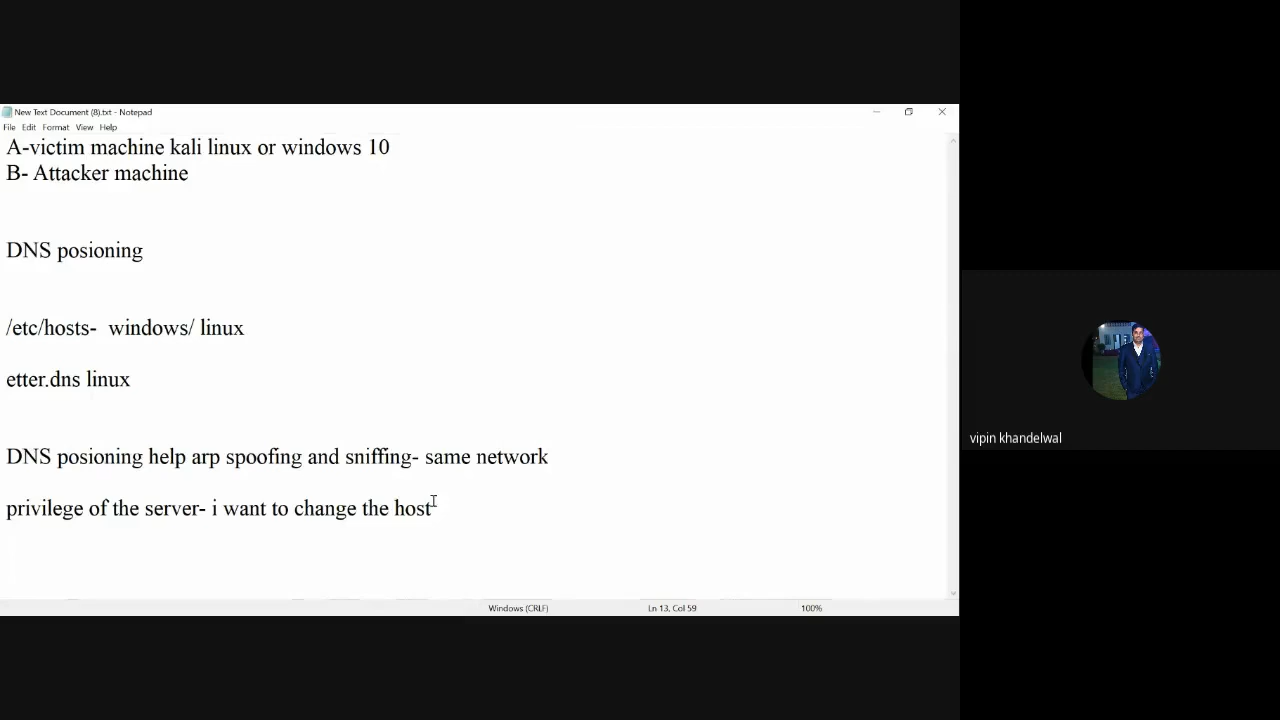 New Text Document (8).txt - Notepad
File Edit Format View Help
A-victim machine kali linux or windows 10
B- Attacker machine
DNS posioning
/etc/hosts-  windows/ linux
etter.dns linux
DNS posioning help arp spoofing and sniffing- same network
privilege of the server- i want to change the host
vipin khandelwal
Windows (CRLF) Ln 13, Col 59 100%